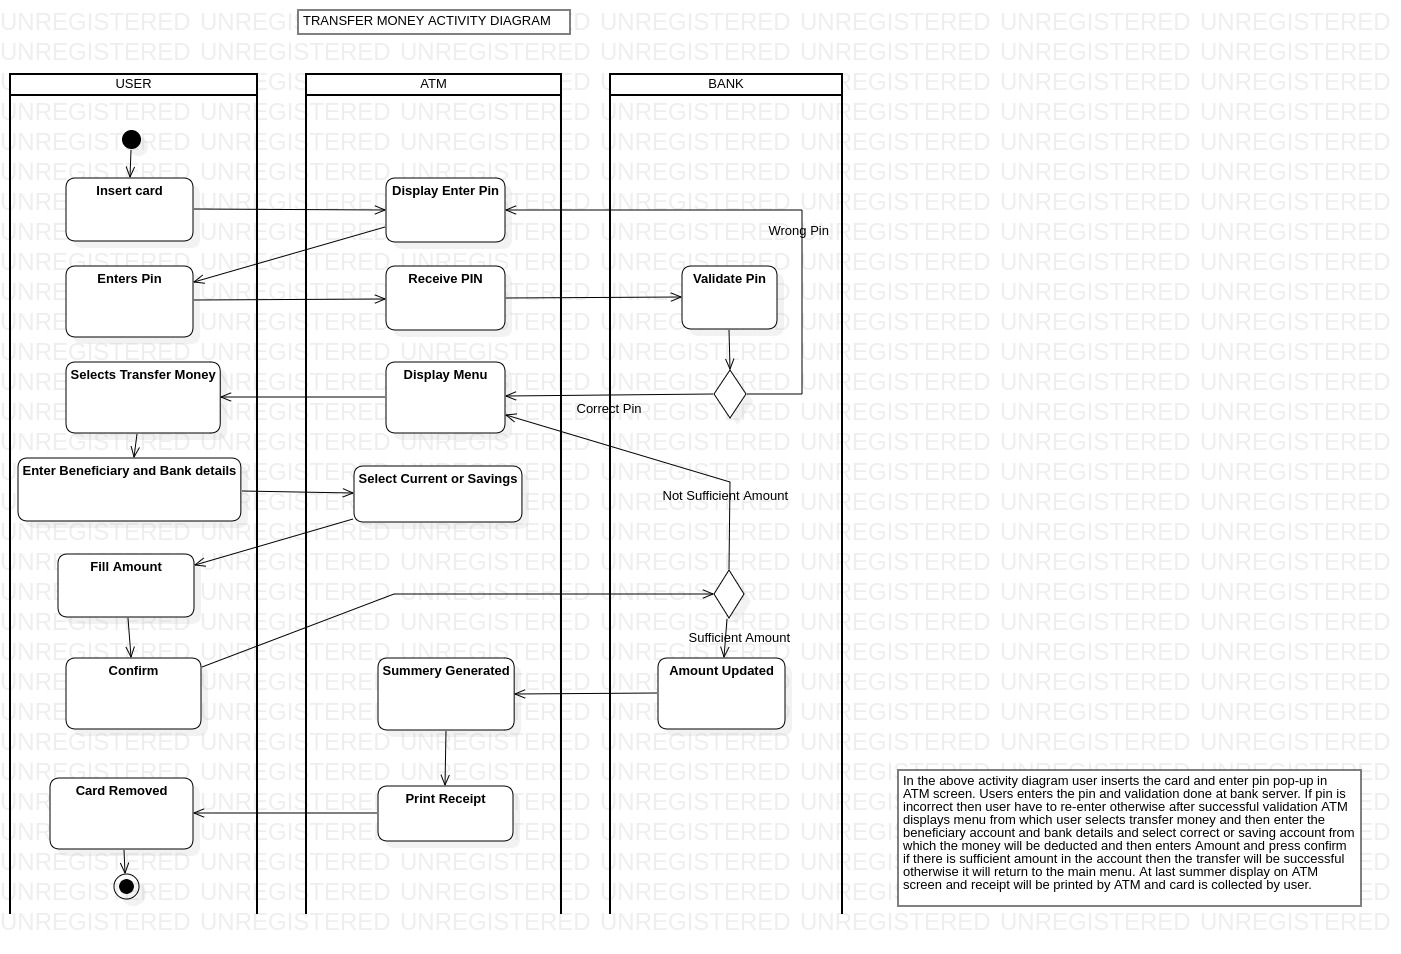 TRANSFER MONEY ACTIVITY DIAGRAM
USER
ATM
BANK
Insert card
Display Enter Pin
Wrong Pin
Enters Pin
Receive PIN
Validate Pin
Selects Transfer Money
Display Menu
Correct Pin
Enter Beneficiary and Bank details
Select Current or Savings
Not Sufficient Amount
Fill Amount
Sufficient Amount
Confirm
Summery Generated
Amount Updated
Card Removed
Print Receipt
In the above activity diagram user inserts the card and enter pin pop-up in
ATM screen. Users enters the pin and validation done at bank server. If pin is
incorrect then user have to re-enter otherwise after successful validation ATM
displays menu from which user selects transfer money and then enter the
beneficiary account and bank details and select correct or saving account from
which the money will be deducted and then enters Amount and press confirm
if there is sufficient amount in the account then the transfer will be successful
otherwise it will return to the main menu. At last summer display on ATM
screen and receipt will be printed by ATM and card is collected by user.
UNREGISTERED